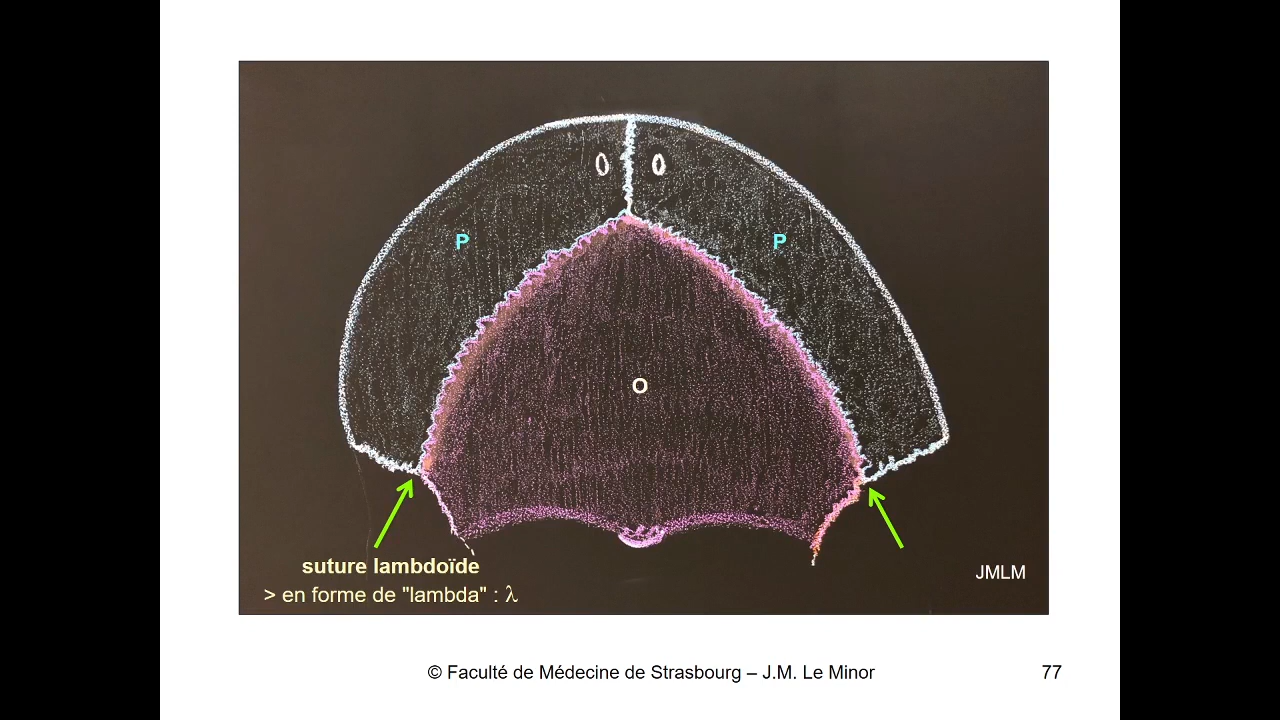 P
P
O
suture lambdoïde
> en forme de "lambda" : λ
JMLM
© Faculté de Médecine de Strasbourg – J.M. Le Minor
77